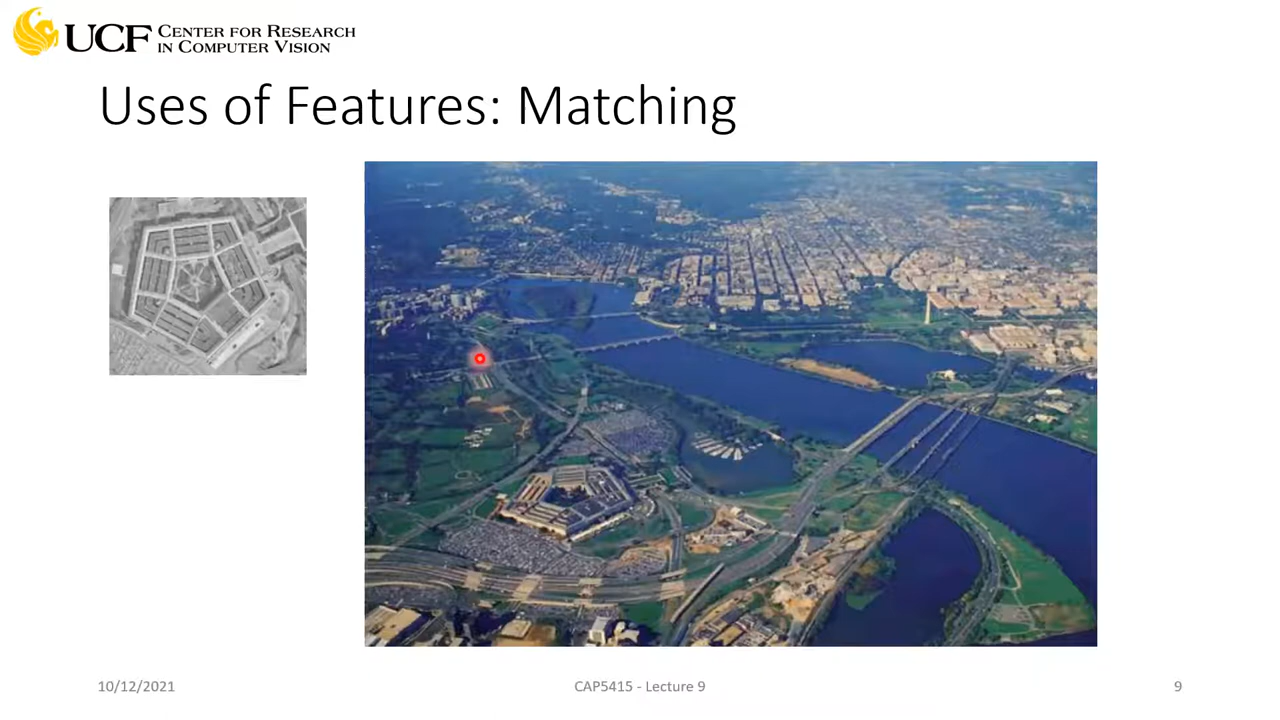 UCF CENTER FOR RESEARCH
IN COMPUTER VISION
Uses of Features: Matching
10/12/2021
CAP5415 - Lecture 9
9